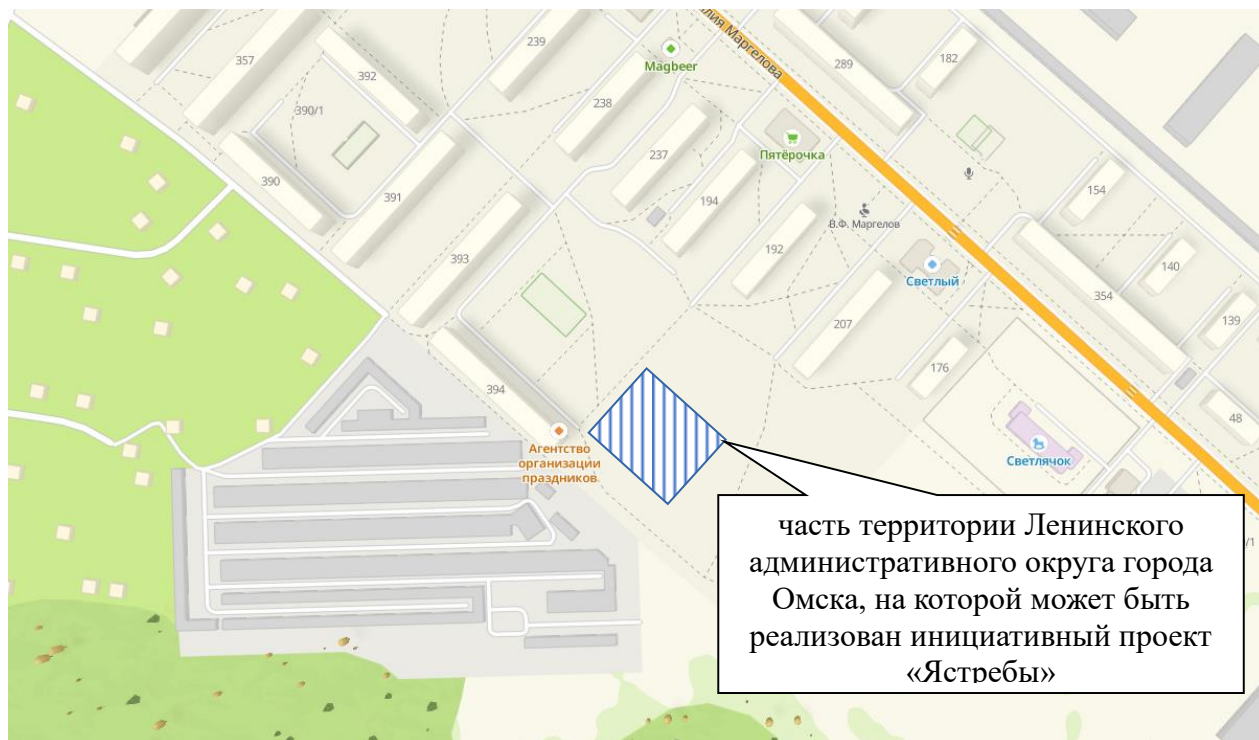 239
Magbeer
лия Маргелова
289
182
357
392
390/1
238
237
Пятёрочка
154
390
391
194
В.Ф. Маргелов
192
140
393
Светлый
354
139
207
176
394
48
Агентство
организации
праздников
Светлячок
/1
часть территории Ленинского
административного округа города
Омска, на которой может быть
реализован инициативный проект
«Ястребы»